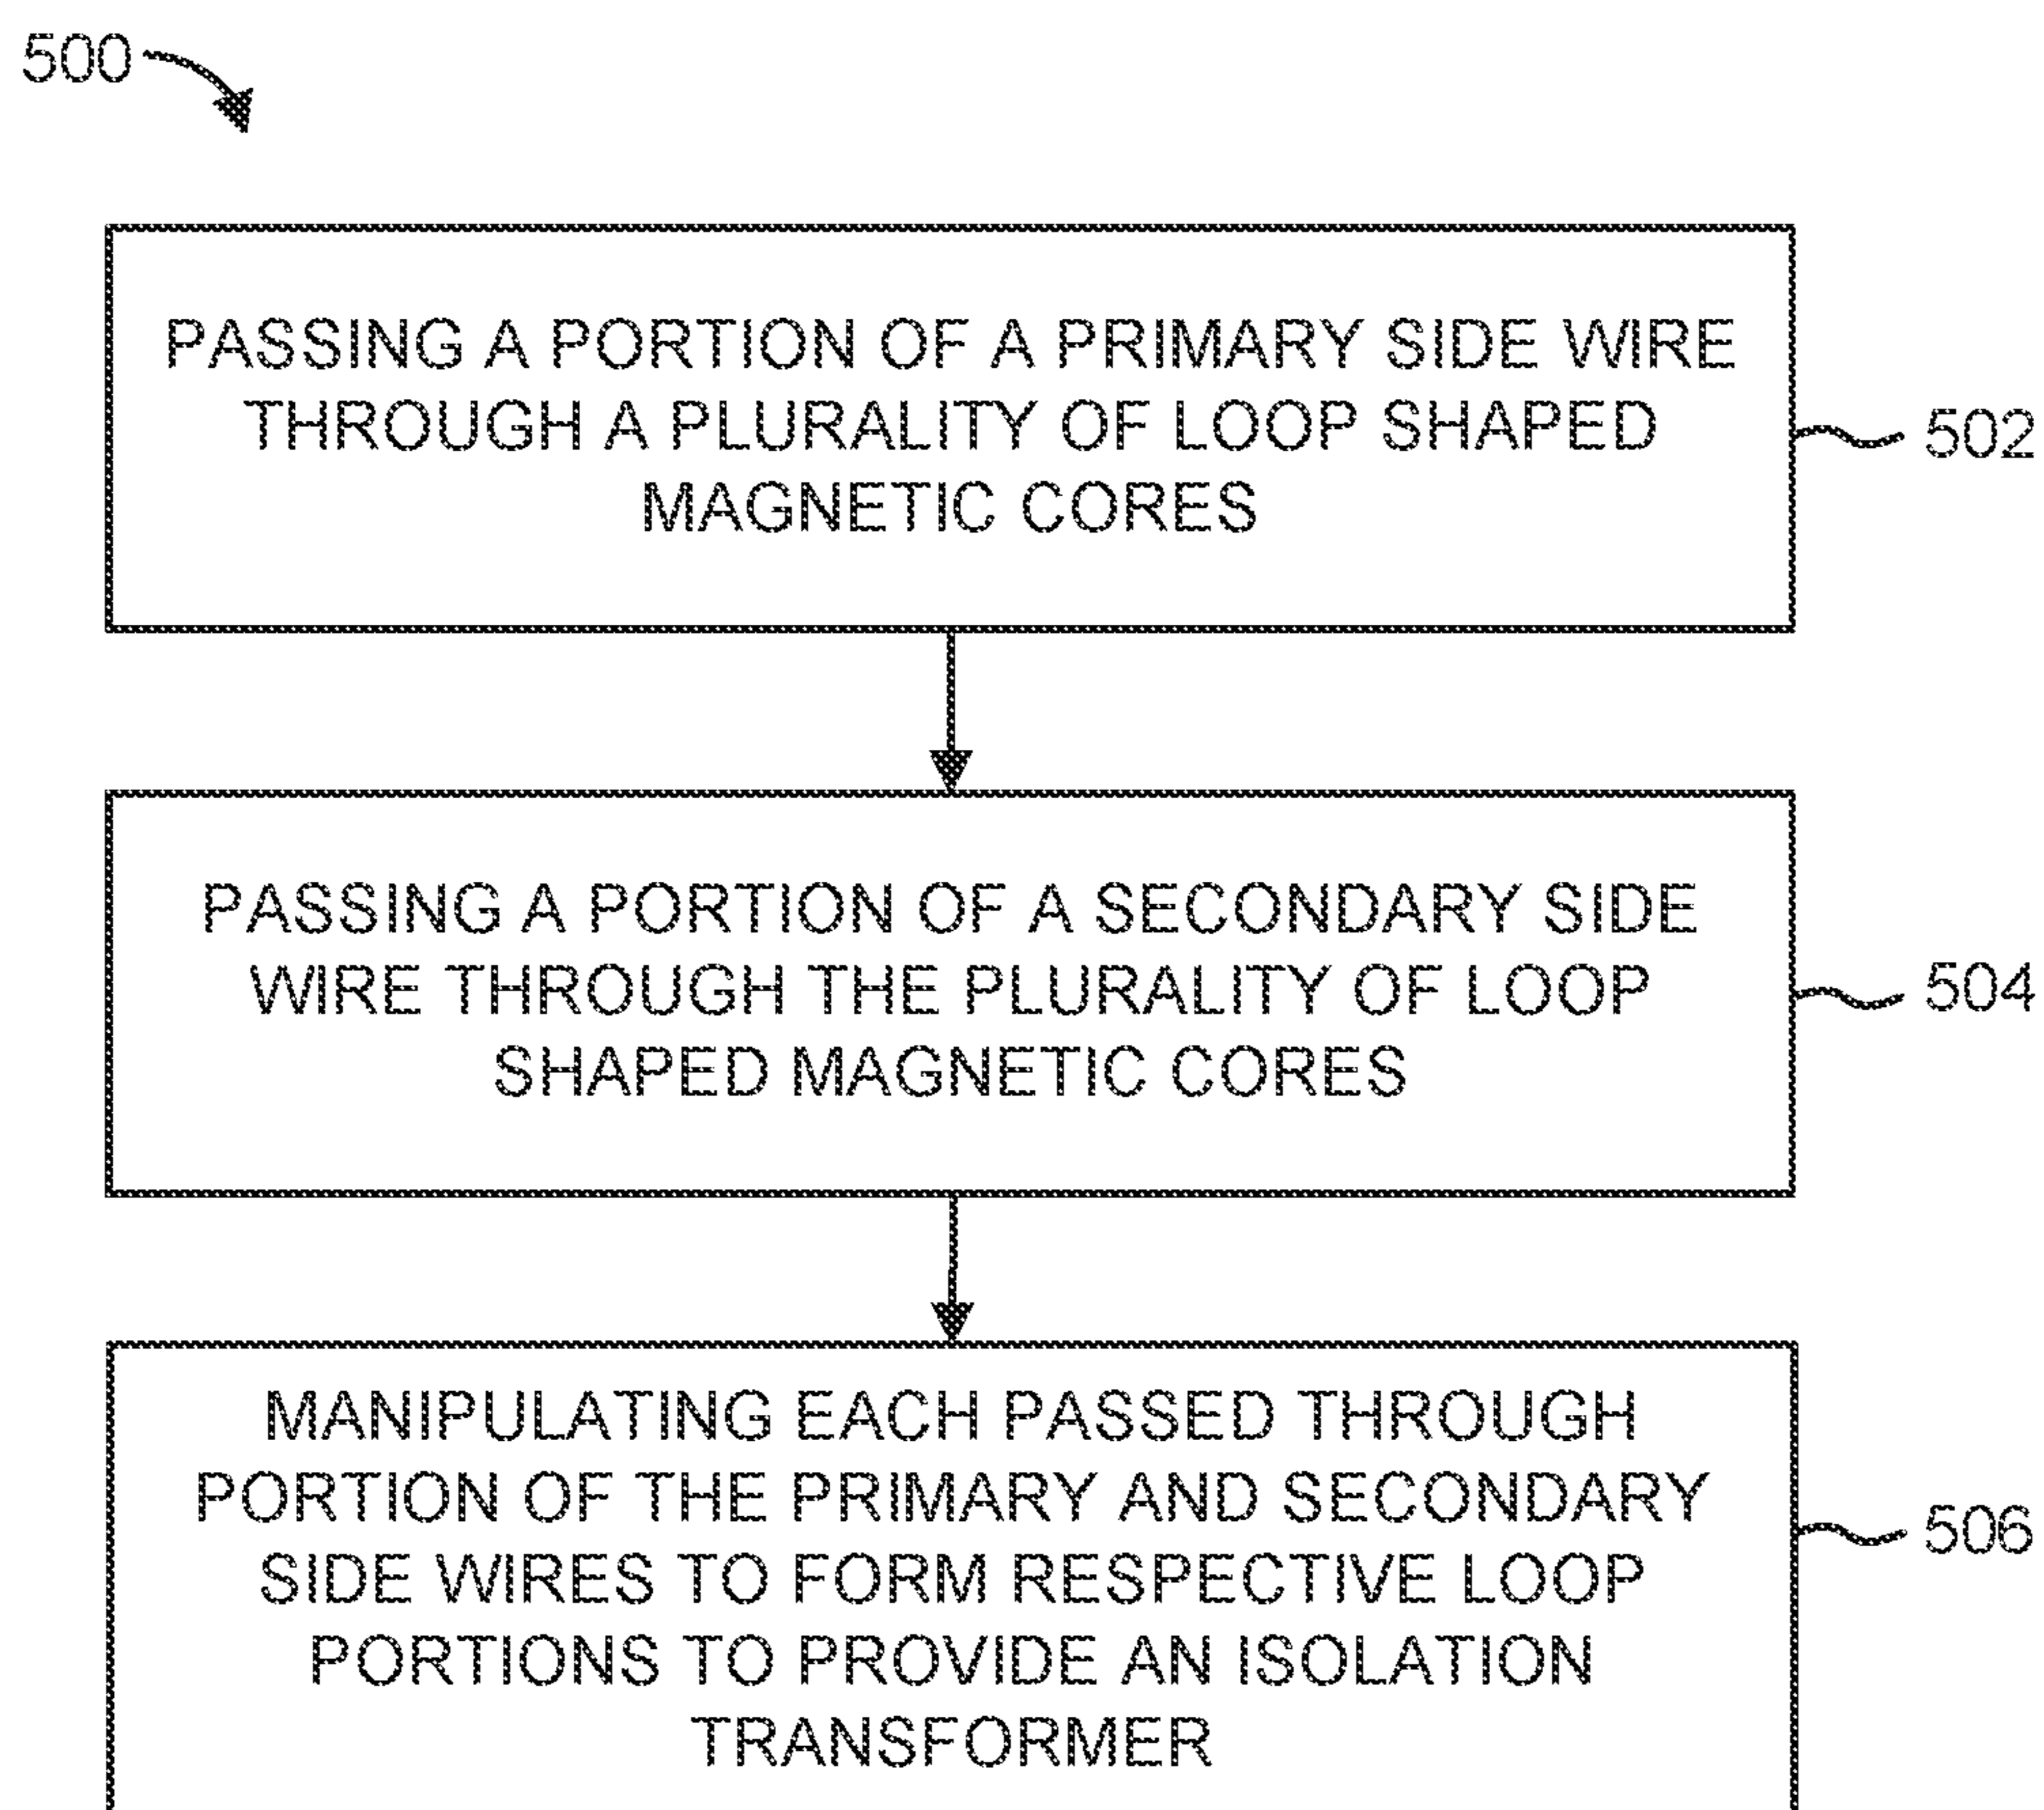 500
PASSING A PORTION OF A PRIMARY SIDE WIRE
THROUGH A PLURALITY OF LOOP SHAPED
MAGNETIC CORES
502
PASSING A PORTION OF A SECONDARY SIDE
WIRE THROUGH THE PLURALITY OF LOOP
SHAPED MAGNETIC CORES
504
MANIPULATING EACH PASSED THROUGH
PORTION OF THE PRIMARY AND SECONDARY
SIDE WIRES TO FORM RESPECTIVE LOOP
PORTIONS TO PROVIDE AN ISOLATION
TRANSFORMER
506